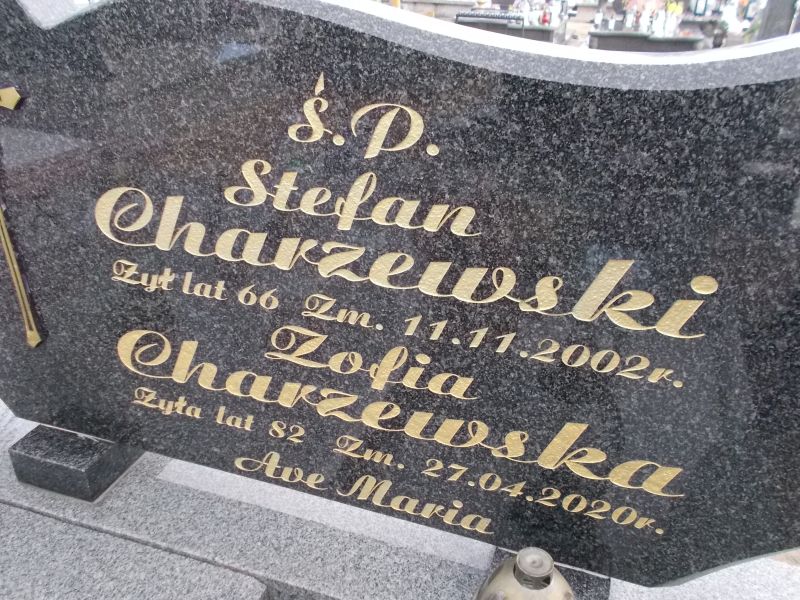 Ś.P.
Stefan
Charzewski
Żył lat 66 Zm. 11.11.2002r.
Zofia
Charzewska
Żyła lat 82 Zm. 27.04.2020r.
Ave Maria